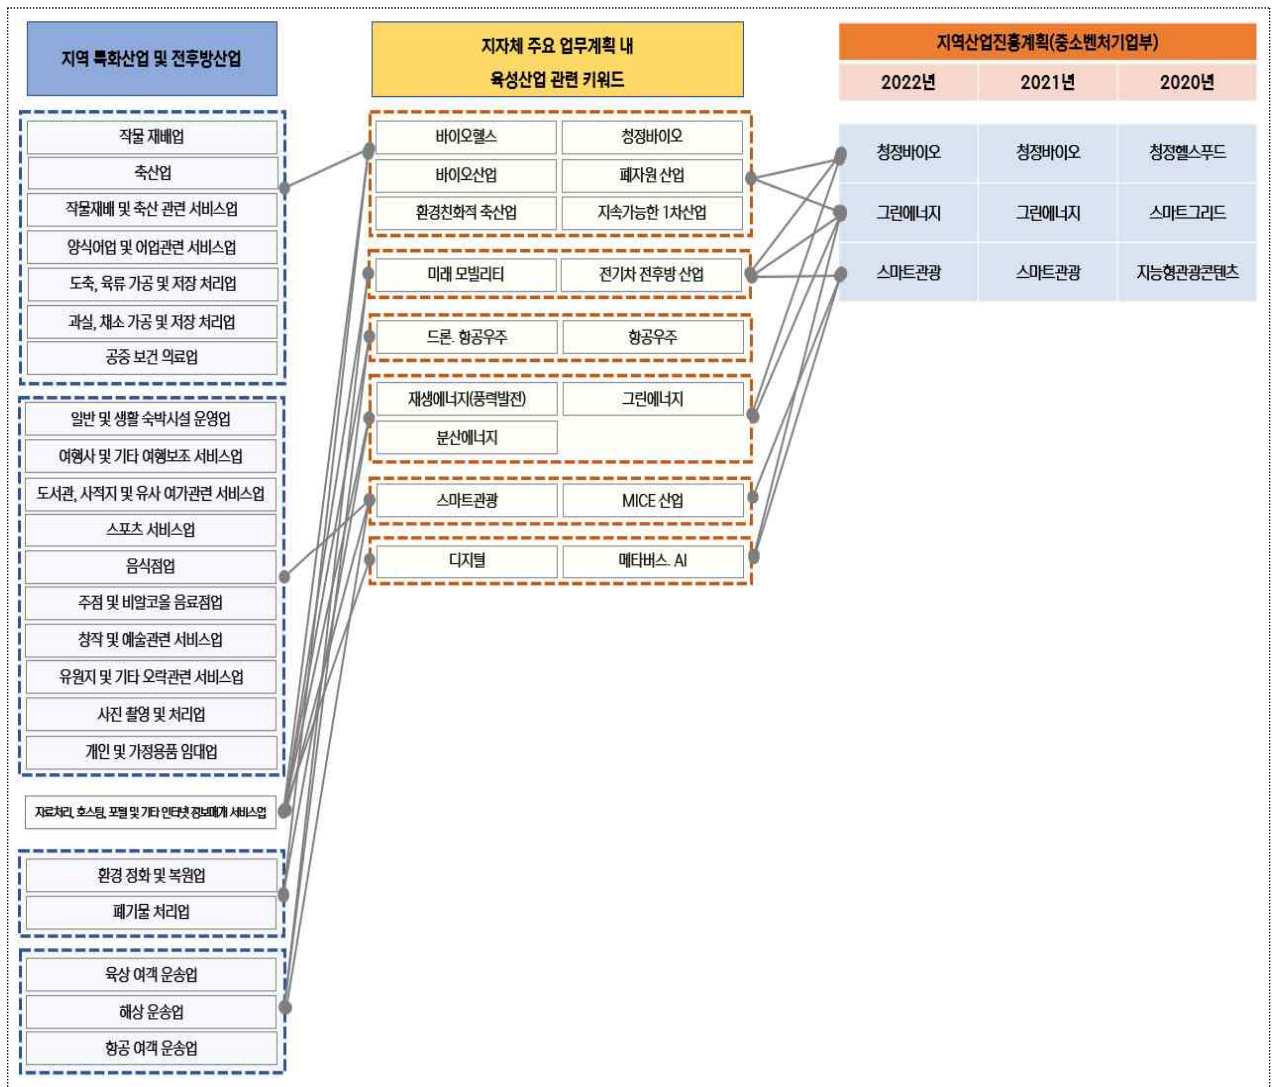 지역 특화산업 및 전후방산업
작물 재배업
축산업
작물재배 및 축산 관련 서비스업
양식어업 및 어업관련 서비스업
도축, 육류 가공 및 저장 처리업
과실, 채소 가공 및 저장 처리업
공중 보건 의료업
일반 및 생활 숙박시설 운영업
여행사 및 기타 여행보조 서비스업
도서관, 사적지 및 유사 여가관련 서비스업
스포츠 서비스업
음식점업
주점 및 비알코올 음료점업
창작 및 예술관련 서비스업
유원지 및 기타 오락관련 서비스업
사진 촬영 및 처리업
개인 및 가정용품 임대업
자료처리, 호스팅, 포털 및 기타 인터넷 정보매개 서비스업
환경 정화 및 복원업
폐기물 처리업
육상 여객 운송업
해상 운송업
항공 여객 운송업
지자체 주요 업무계획 내
육성산업 관련 키워드
바이오헬스 청정바이오
바이오산업 폐자원 산업
환경친화적 축산업 지속가능한 1차산업
미래 모빌리티 전기차 전후방 산업
드론. 항공우주 항공우주
재생에너지(풍력발전) 그린에너지
분산에너지
스마트관광 MICE 산업
디지털 메타버스. AI
지역산업진흥계획(중소벤처기업부)
2022년 2021년 2020년
청정바이오 청정바이오 청정헬스푸드
그린에너지 그린에너지 스마트그리드
스마트관광 스마트관광 지능형관광콘텐츠